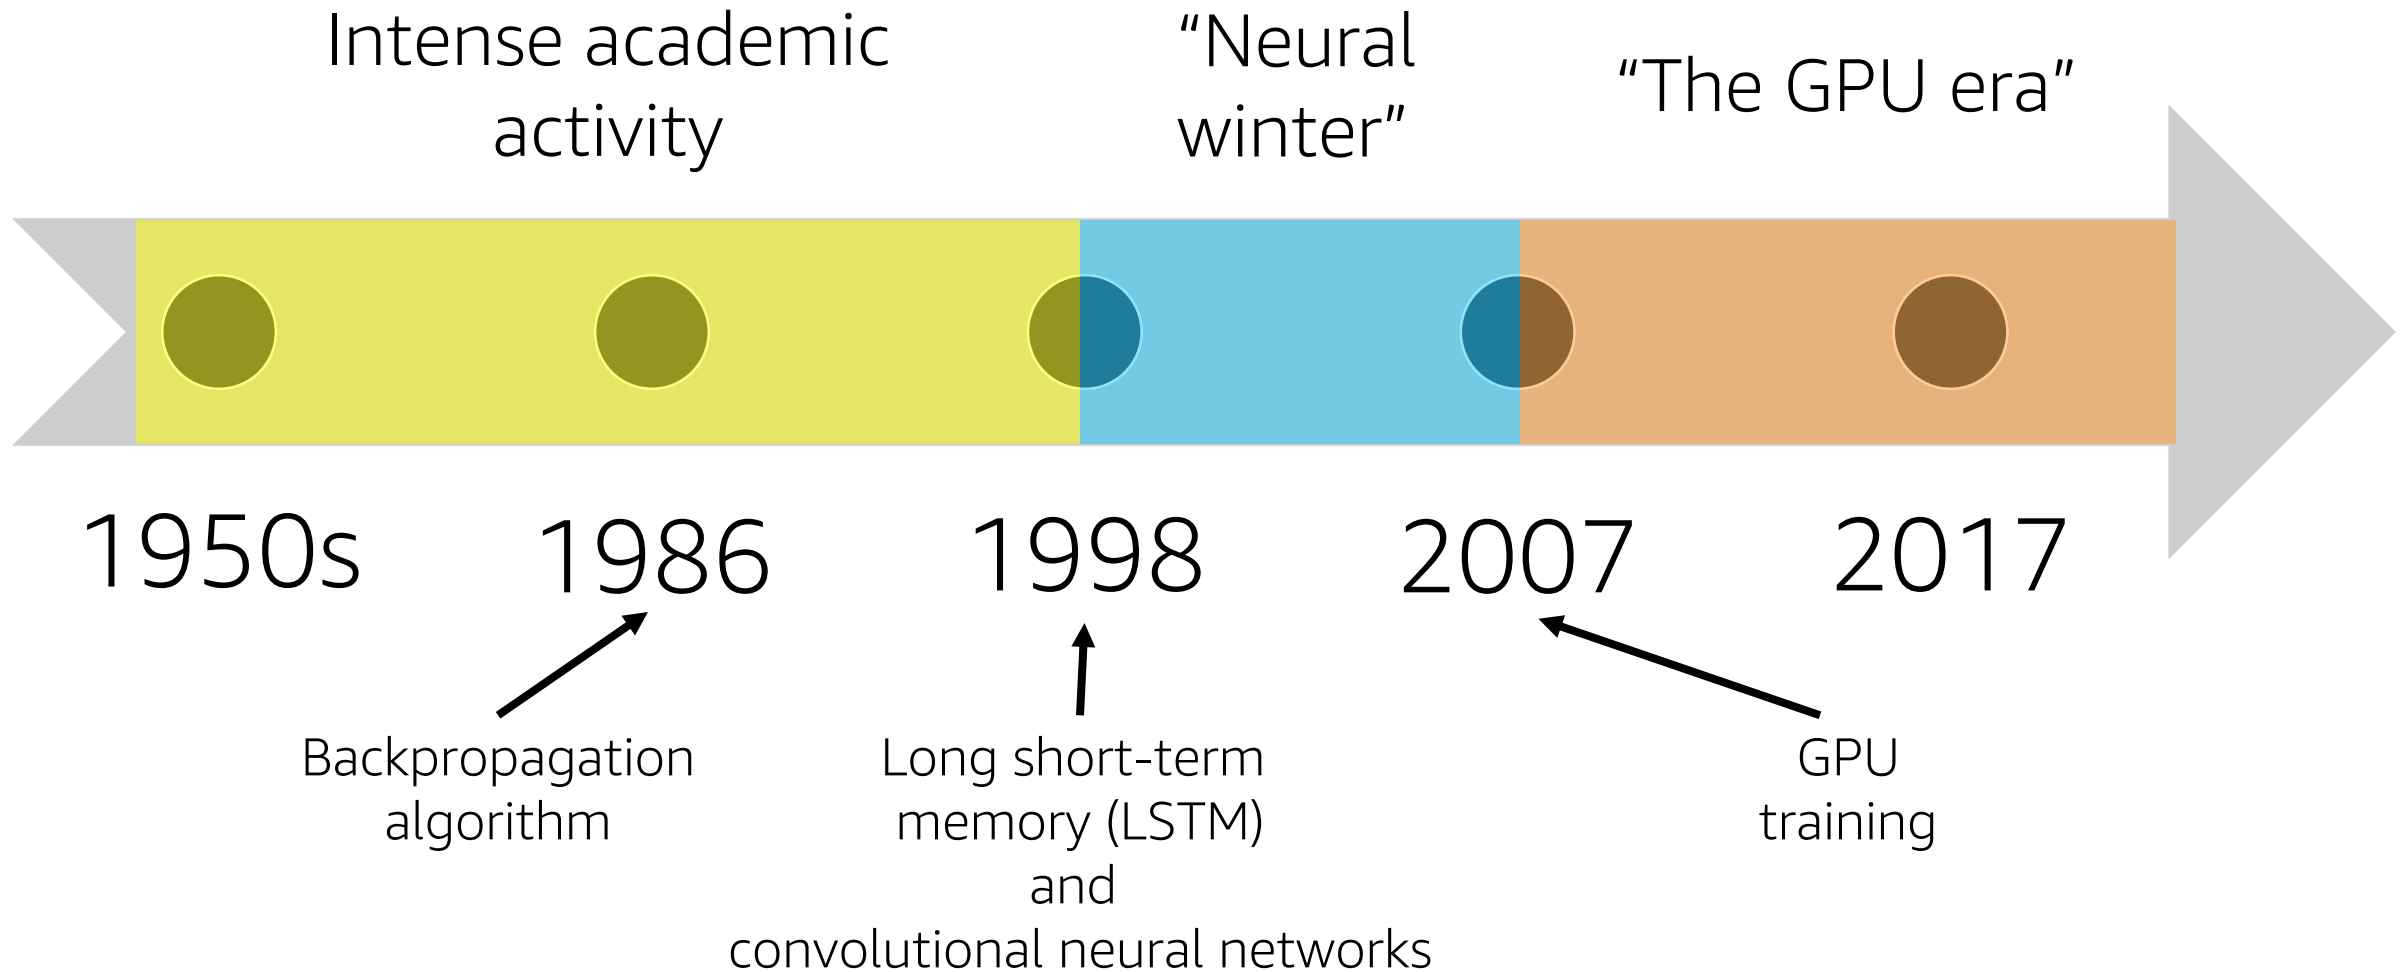 Intense academic
activity
“Neural
winter”
“The GPU era”
1950s
1986
1998
2007
2017
Backpropagation
algorithm
Long short-term
memory (LSTM)
and
convolutional neural networks
GPU
training